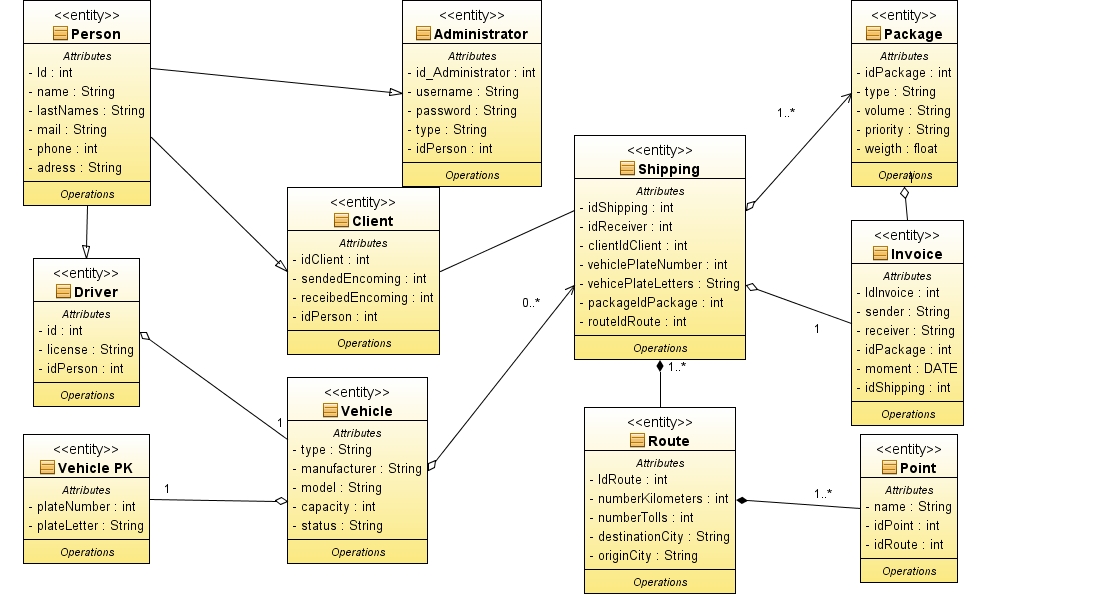 <<entity>>
Person
Attributes
- Id : int
- name : String
- lastNames : String
- mail : String
- phone : int
- adress : String
Operations
<<entity>>
Administrator
Attributes
- id_Administrator : int
- username : String
- password : String
- type : String
- idPerson : int
Operations
<<entity>>
Package
Attributes
- idPackage : int
- type : String
- volume : String
- priority : String
- weigth : float
Operations
1..*
<<entity>>
Shipping
Attributes
- idShipping : int
- idReceiver : int
- clientIdClient : int
- vehiclePlateNumber : int
- vehicePlateLetters : String
- packageIdPackage : int
- routeIdRoute : int
Operations
1..*
<<entity>>
Client
Attributes
- idClient : int
- sendedEncoming : int
- receibedEncoming : int
- idPerson : int
Operations
0..*
<<entity>>
Invoice
Attributes
- IdInvoice : int
- sender : String
- receiver : String
- idPackage : int
- moment : DATE
- idShipping : int
Operations
1
<<entity>>
Driver
Attributes
- id : int
- license : String
- idPerson : int
Operations
1
<<entity>>
Vehicle
Attributes
- type : String
- manufacturer : String
- model : String
- capacity : int
- status : String
Operations
<<entity>>
Vehicle PK
Attributes
- plateNumber : int
- plateLetter : String
Operations
1
<<entity>>
Route
Attributes
- IdRoute : int
- numberKilometers : int
- numberTolls : int
- destinationCity : String
- originCity : String
Operations
1..*
<<entity>>
Point
Attributes
- name : String
- idPoint : int
- idRoute : int
Operations